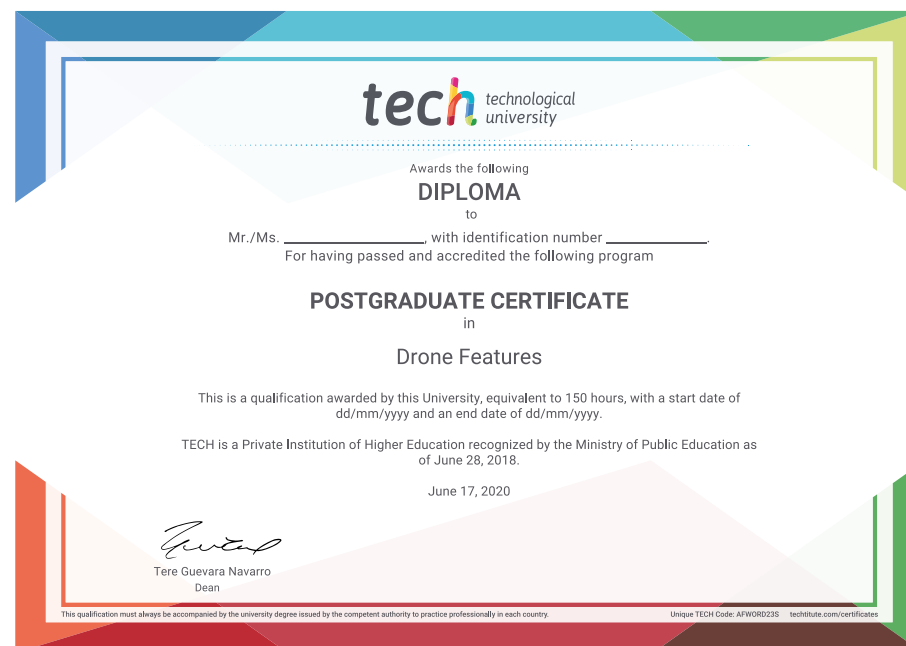 tech technological
university
Awards the following
DIPLOMA
to
Mr./Ms. ____________, with identification number ____________.
For having passed and accredited the following program
POSTGRADUATE CERTIFICATE
in
Drone Features
This is a qualification awarded by this University, equivalent to 150 hours, with a start date of
dd/mm/yyyy and an end date of dd/mm/yyyy.
TECH is a Private Institution of Higher Education recognized by the Ministry of Public Education as
of June 28, 2018.
June 17, 2020
Tere Guevara Navarro
Dean
This qualification must always be accompanied by the university degree issued by the competent authority to practice professionally in each country. Unique TECH Code: AFWORD23S techtitute.com/certificates